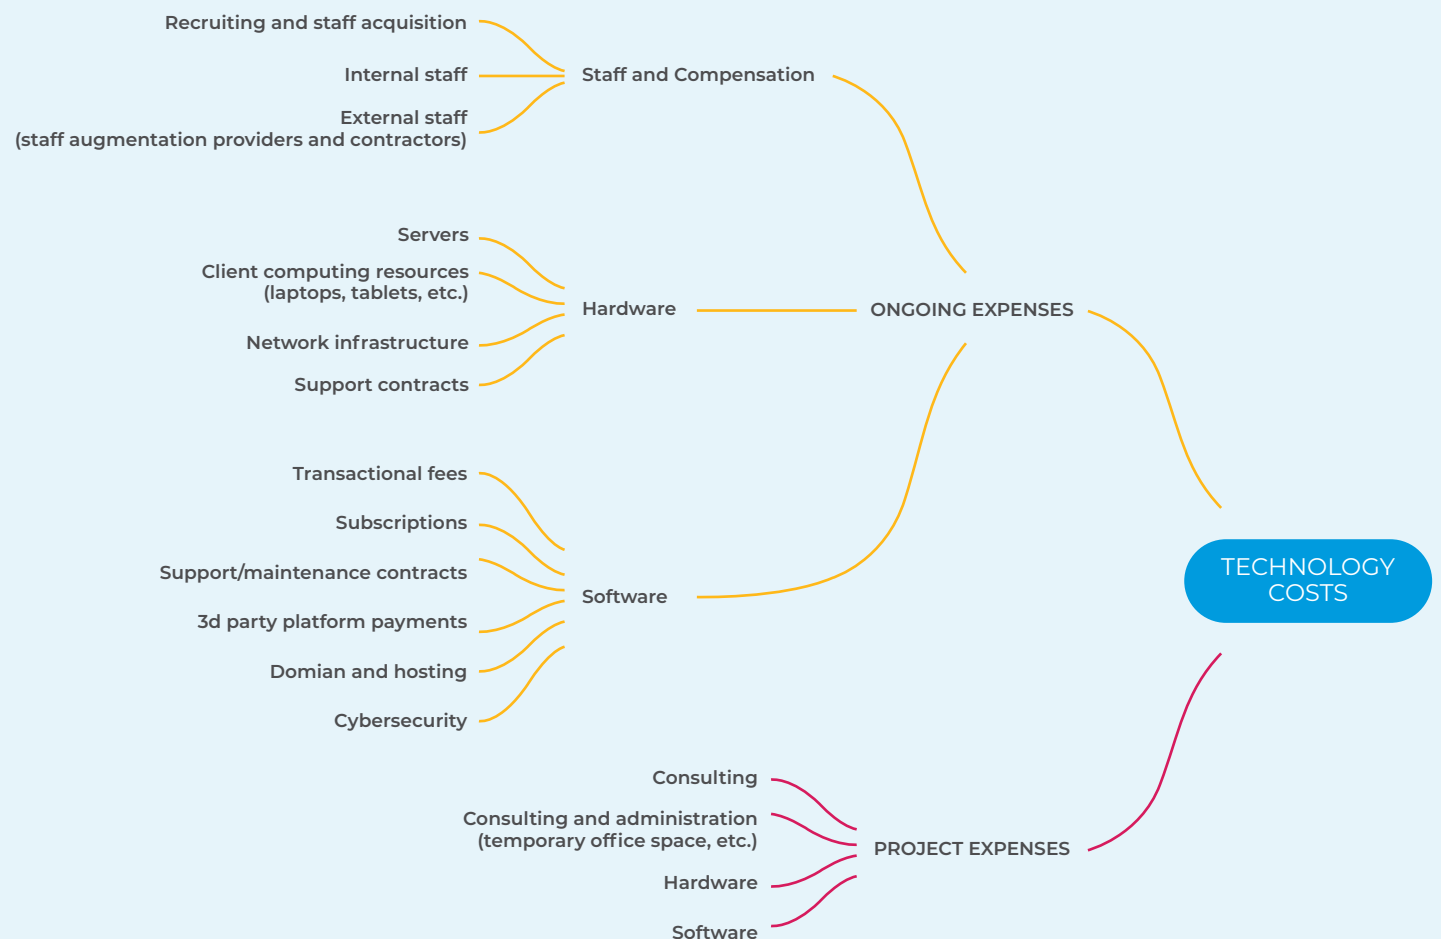 Recruiting and staff acquisition
Internal staff
External staff
(staff augmentation providers and contractors)
Staff and Compensation
Servers
Client computing resources
(laptops, tablets, etc.)
Network infrastructure
Support contracts
Hardware
ONGOING EXPENSES
Transactional fees
Subscriptions
Support/maintenance contracts
3d party platform payments
Domian and hosting
Cybersecurity
Software
TECHNOLOGY
COSTS
Consulting
Consulting and administration
(temporary office space, etc.)
Hardware
Software
PROJECT EXPENSES